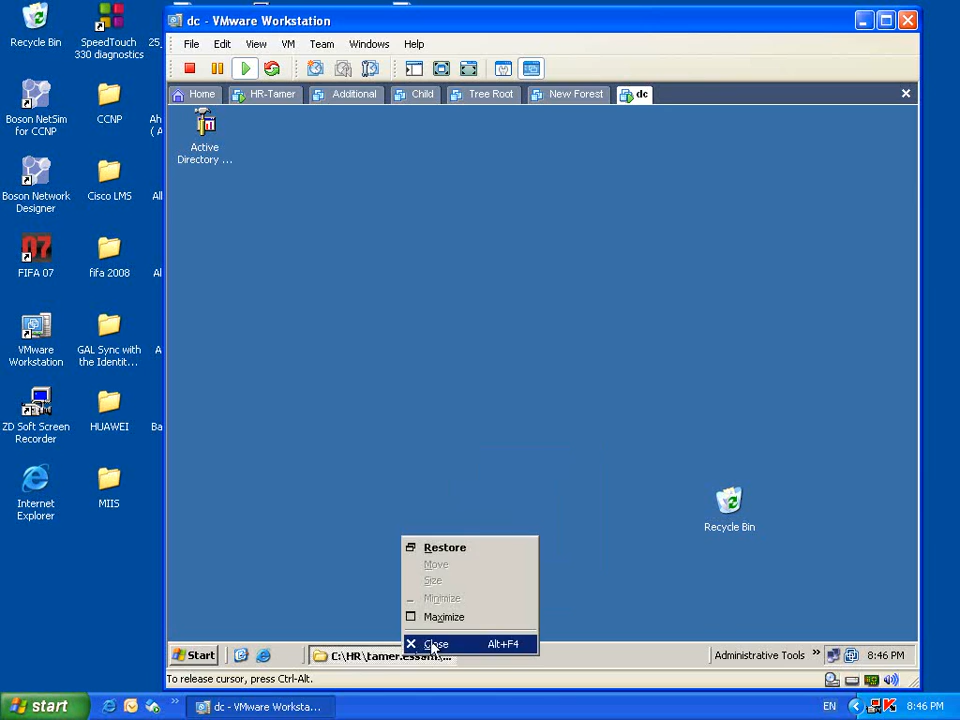 dc - VMware Workstation
File Edit View VM Team Windows Help
Home HR-Tamer Additional Child Tree Root New Forest dc
Recycle Bin
SpeedTouch
330 diagnostics
Boson NetSim
for CCNP
CCNP
Boson Network
Designer
Cisco LMS
FIFA 07
fifa 2008
VMware
Workstation
GAL Sync with
the Identit...
ZD Soft Screen
Recorder
HUAWEI
Internet
Explorer
MIIS
Active
Directory ...
Recycle Bin
Restore
Move
Size
Minimize
Maximize
Close Alt+F4
Start C:\HR\tamer.essam\... Administrative Tools » 8:46 PM
To release cursor, press Ctrl-Alt.
start » dc - VMware Worksta... EN 8:46 PM